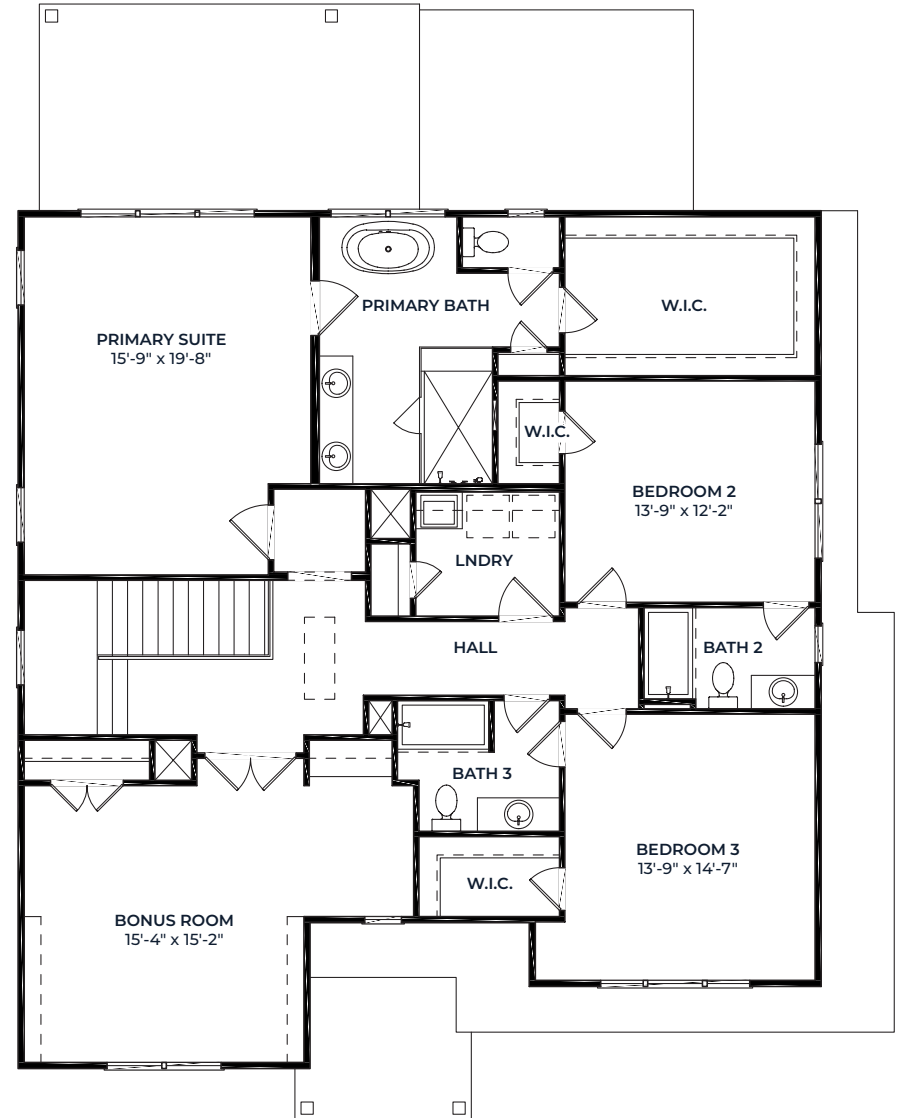 PRIMARY BATH
W.I.C.
PRIMARY SUITE
15'-9" x 19'-8"
W.I.C.
BEDROOM 2
13'-9" x 12'-2"
LNDRY
HALL
BATH 2
BATH 3
BEDROOM 3
13'-9" x 14'-7"
W.I.C.
BONUS ROOM
15'-4" x 15'-2"